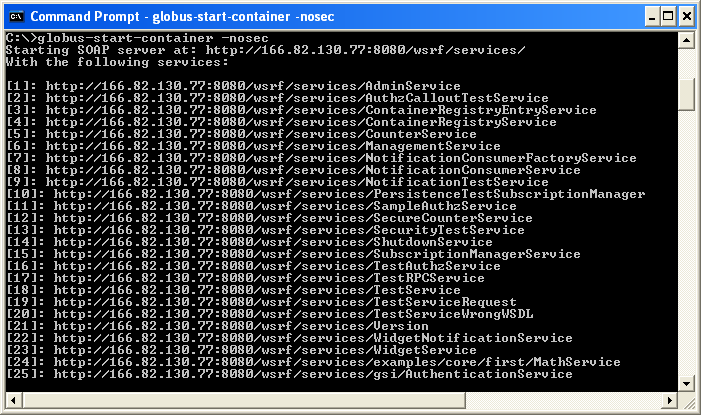 Command Prompt - globus-start-container -nosec
C:\>globus-start-container -nosec
Starting SOAP server at: http://166.82.130.77:8080/wsrf/services/
With the following services:
[1]: http://166.82.130.77:8080/wsrf/services/AdminService
[2]: http://166.82.130.77:8080/wsrf/services/AuthzCalloutTestService
[3]: http://166.82.130.77:8080/wsrf/services/ContainerRegistryEntryService
[4]: http://166.82.130.77:8080/wsrf/services/ContainerRegistryService
[5]: http://166.82.130.77:8080/wsrf/services/CounterService
[6]: http://166.82.130.77:8080/wsrf/services/ManagementService
[7]: http://166.82.130.77:8080/wsrf/services/NotificationConsumerFactoryService
[8]: http://166.82.130.77:8080/wsrf/services/NotificationConsumerService
[9]: http://166.82.130.77:8080/wsrf/services/NotificationTestService
[10]: http://166.82.130.77:8080/wsrf/services/PersistenceTestSubscriptionManager
[11]: http://166.82.130.77:8080/wsrf/services/SampleAuthzService
[12]: http://166.82.130.77:8080/wsrf/services/SecureCounterService
[13]: http://166.82.130.77:8080/wsrf/services/SecurityTestService
[14]: http://166.82.130.77:8080/wsrf/services/ShutdownService
[15]: http://166.82.130.77:8080/wsrf/services/SubscriptionManagerService
[16]: http://166.82.130.77:8080/wsrf/services/TestAuthzService
[17]: http://166.82.130.77:8080/wsrf/services/TestRPCService
[18]: http://166.82.130.77:8080/wsrf/services/TestService
[19]: http://166.82.130.77:8080/wsrf/services/TestServiceRequest
[20]: http://166.82.130.77:8080/wsrf/services/TestServiceWrongWSDL
[21]: http://166.82.130.77:8080/wsrf/services/Version
[22]: http://166.82.130.77:8080/wsrf/services/WidgetNotificationService
[23]: http://166.82.130.77:8080/wsrf/services/WidgetService
[24]: http://166.82.130.77:8080/wsrf/services/examples/core/first/MathService
[25]: http://166.82.130.77:8080/wsrf/services/gsi/AuthenticationService